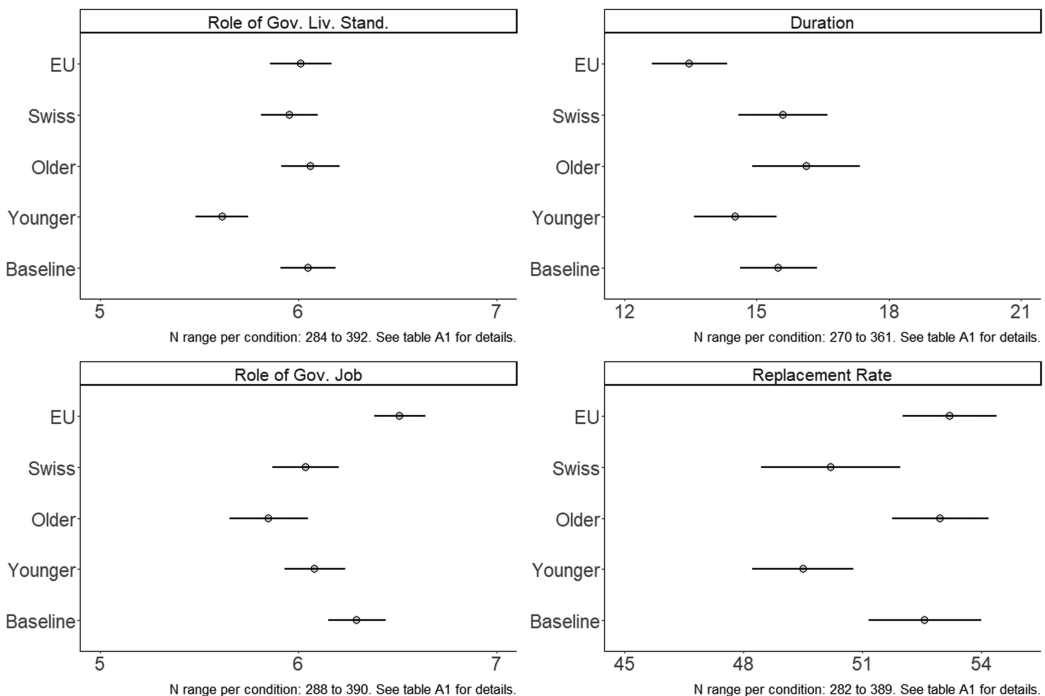 Role of Gov. Liv. Stand.
EU
Swiss
Older
Younger
Baseline
5 6 7
N range per condition: 284 to 392. See table A1 for details.
Duration
EU
Swiss
Older
Younger
Baseline
12 15 18 21
N range per condition: 270 to 361. See table A1 for details.
Role of Gov. Job
EU
Swiss
Older
Younger
Baseline
5 6 7
N range per condition: 288 to 390. See table A1 for details.
Replacement Rate
EU
Swiss
Older
Younger
Baseline
45 48 51 54
N range per condition: 282 to 389. See table A1 for details.